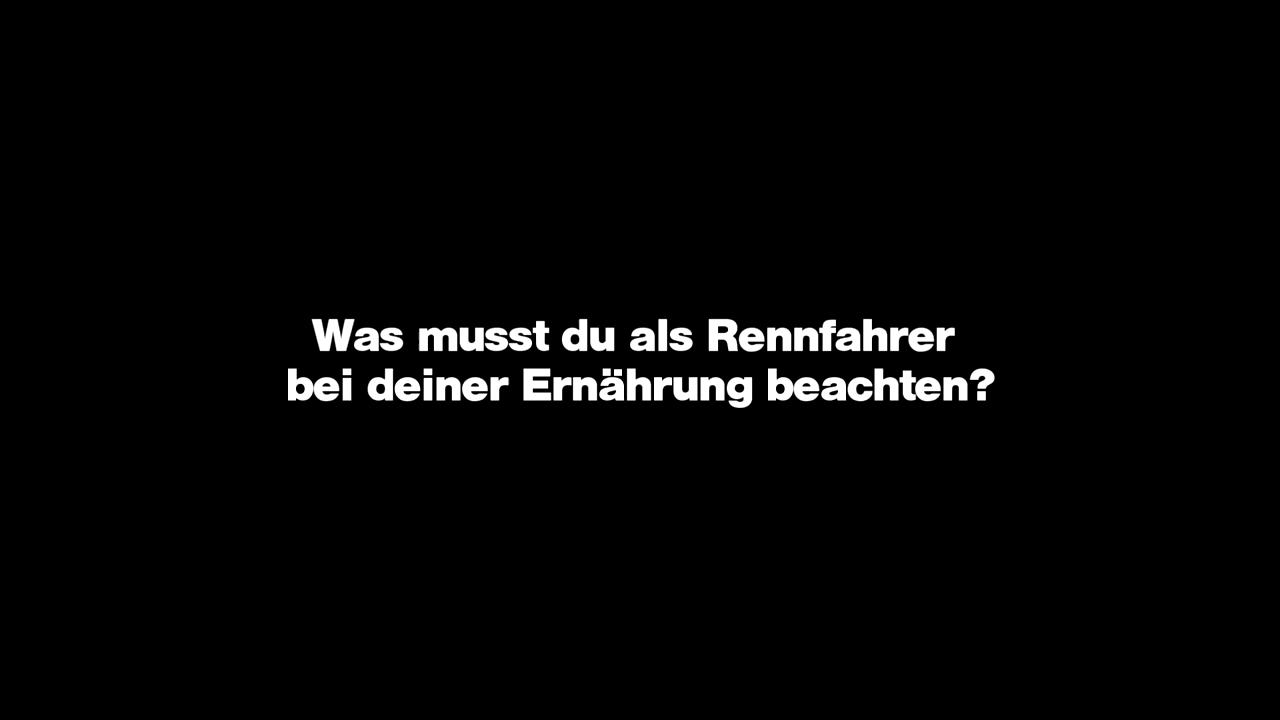 Was musst du als Rennfahrer
bei deiner Ernährung beachten?